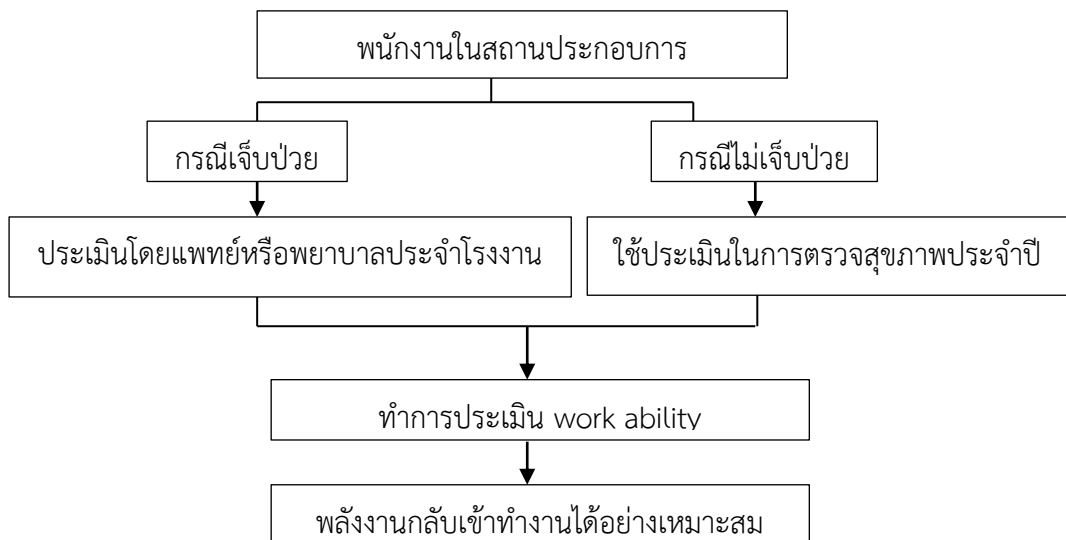 พนักงานในสถานประกอบการ
กรณีเจ็บป่วย
กรณีไม่เจ็บป่วย
ประเมินโดยแพทย์หรือพยาบาลประจำโรงงาน
ใช้ประเมินในการตรวจสุขภาพประจำปี
ทำการประเมิน work ability
พลังงานกลับเข้าทำงานได้อย่างเหมาะสม